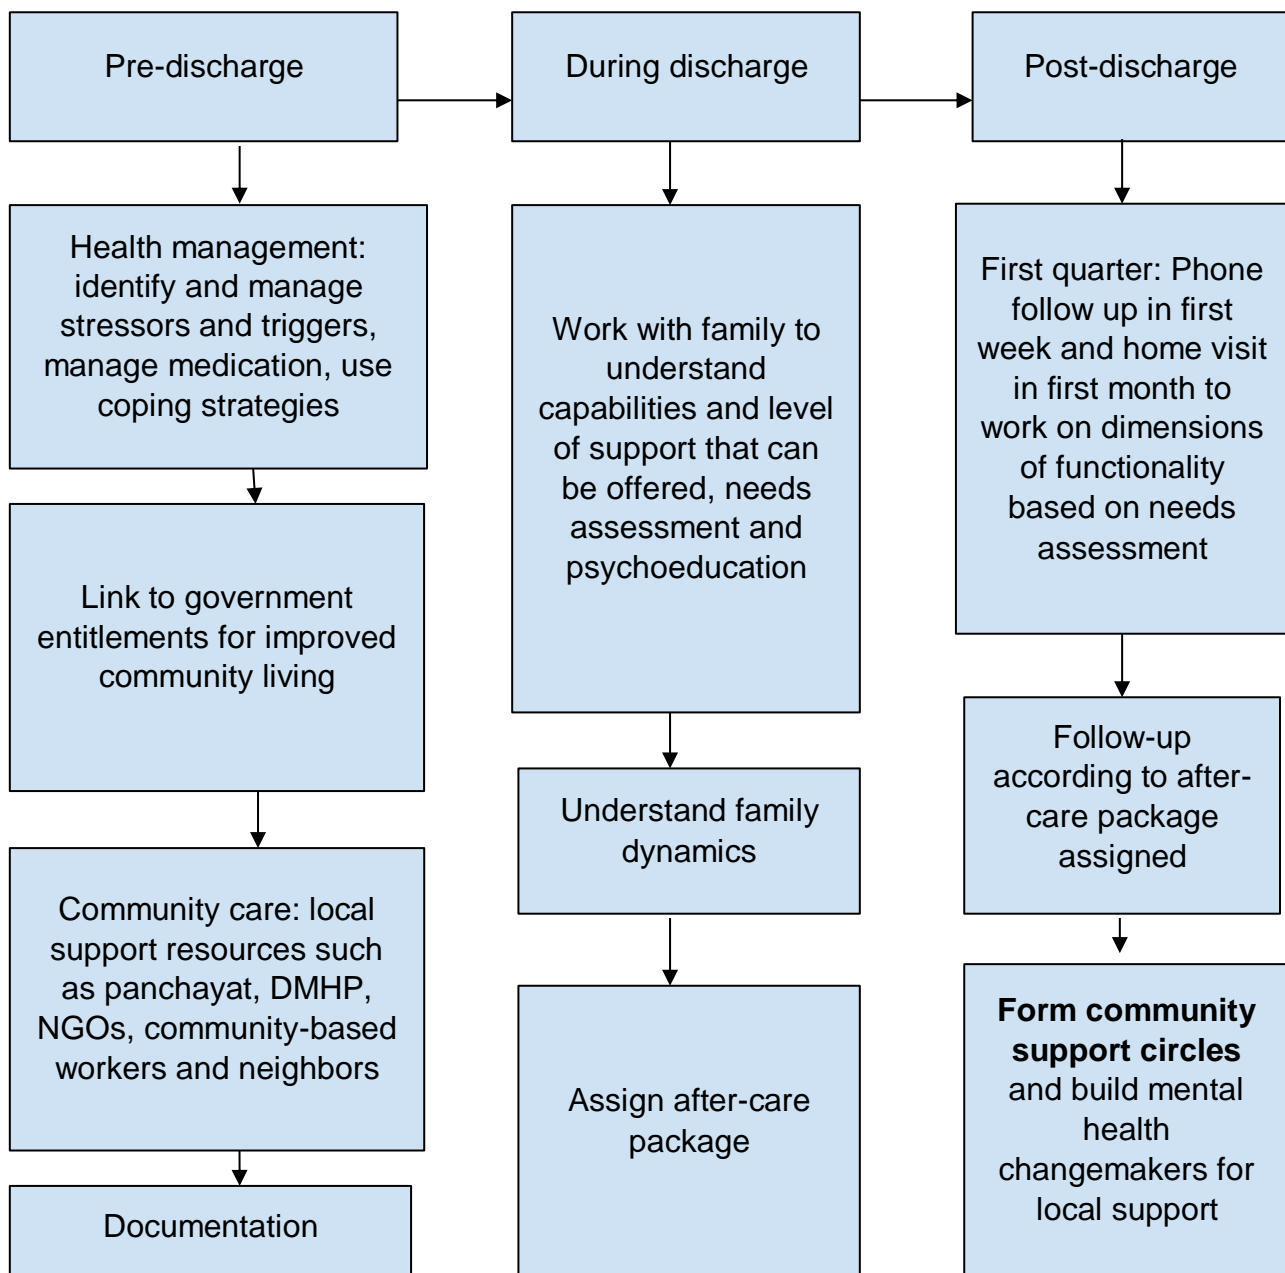 Pre-discharge
During discharge
Post-discharge
Health management:
identify and manage
stressors and triggers,
manage medication, use
coping strategies
Link to government
entitlements for improved
community living
Community care: local
support resources such
as panchayat, DMHP,
NGOs, community-based
workers and neighbors
Documentation
Work with family to
understand
capabilities and level
of support that can
be offered, needs
assessment and
psychoeducation
Understand family
dynamics
Assign after-care
package
First quarter: Phone
follow up in first
week and home visit
in first month to
work on dimensions
of functionality
based on needs
assessment
Follow-up
according to after-
care package
assigned
Form community
support circles
and build mental
health
changemakers for
local support